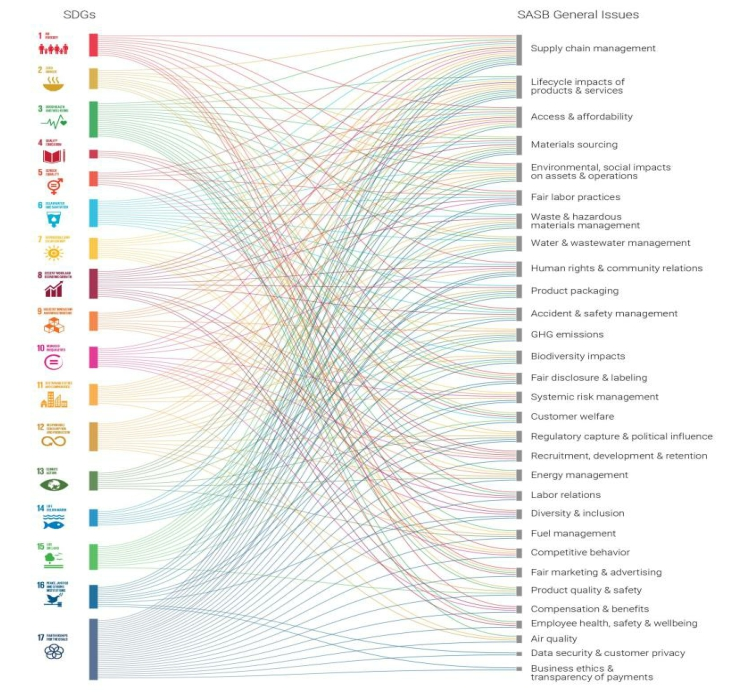 SDGs
SASB General Issues
1
2
3
4
5
6
7
8
9
10
11
12
13
14
15
16
17
Supply chain management
Lifecycle impacts of
products & services
Access & affordability
Materials sourcing
Environmental, social impacts
on assets & operations
Fair labor practices
Waste & hazardous
materials management
Water & wastewater management
Human rights & community relations
Product packaging
Accident & safety management
GHG emissions
Biodiversity impacts
Fair disclosure & labeling
Systemic risk management
Customer welfare
Regulatory capture & political influence
Recruitment, development & retention
Energy management
Labor relations
Diversity & inclusion
Fuel management
Competitive behavior
Fair marketing & advertising
Product quality & safety
Compensation & benefits
Employee health, safety & wellbeing
Air quality
Data security & customer privacy
Business ethics &
transparency of payments